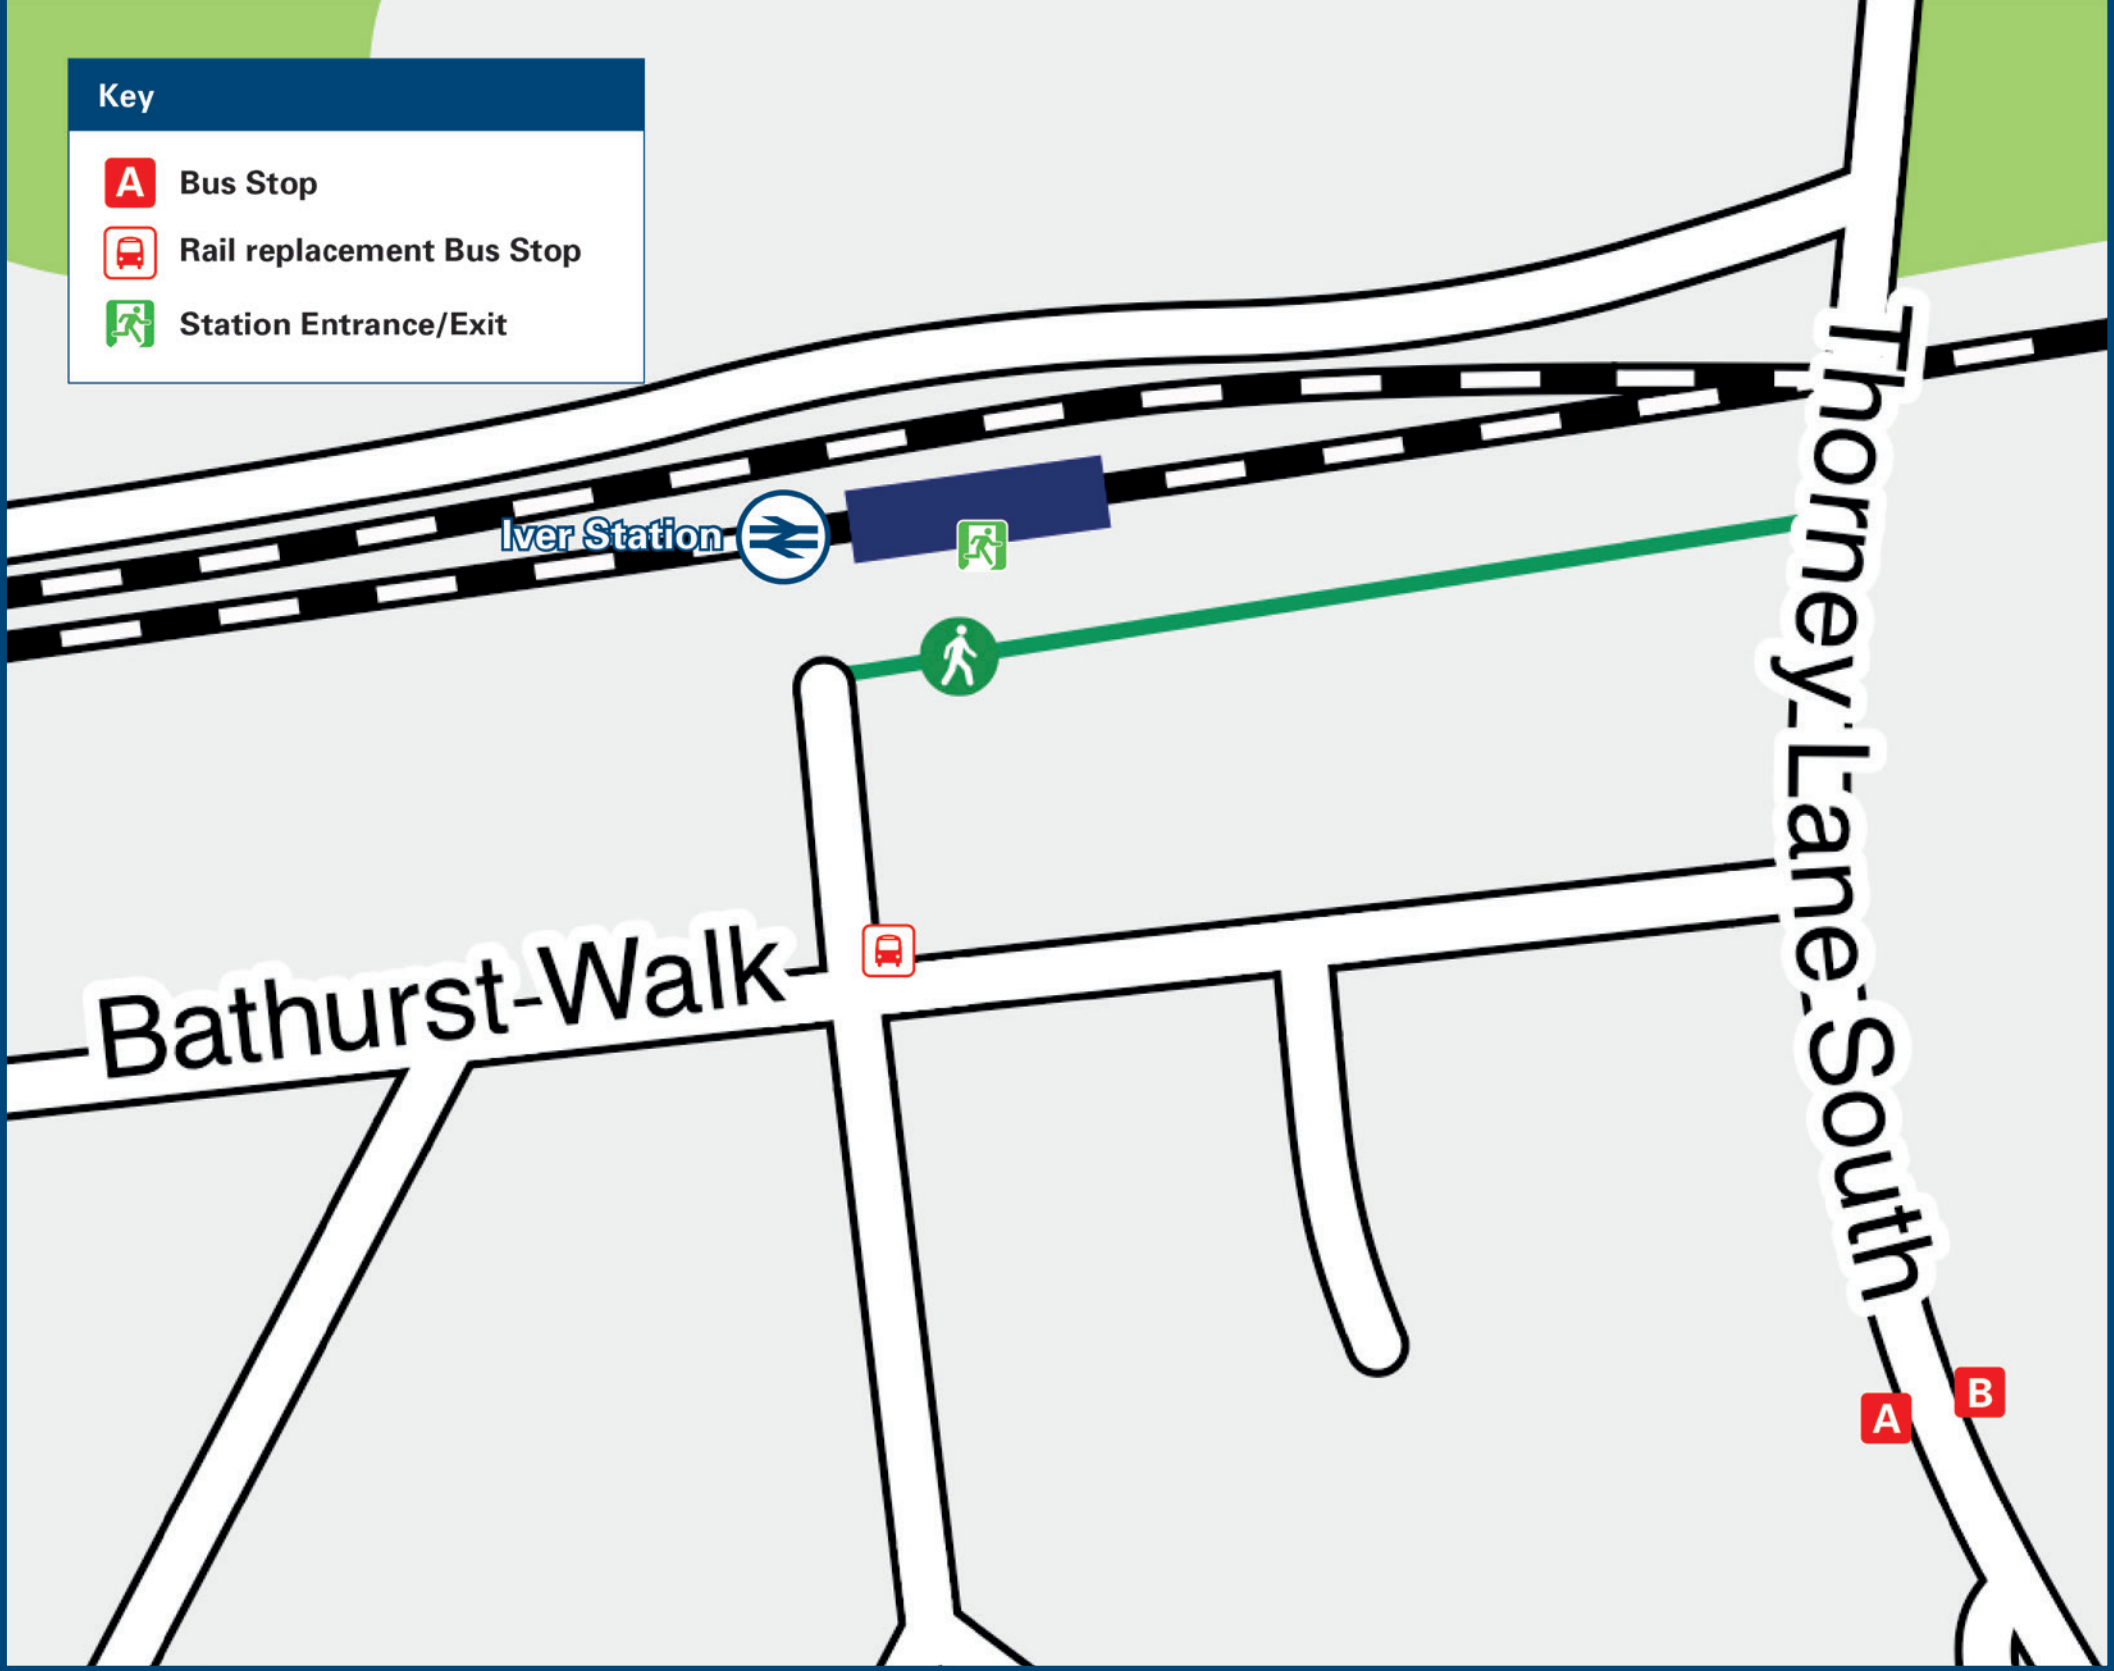 Key
A Bus Stop
Rail replacement Bus Stop
Station Entrance/Exit
Iver Station
Thorney Lane South
Bathurst Walk
A
B